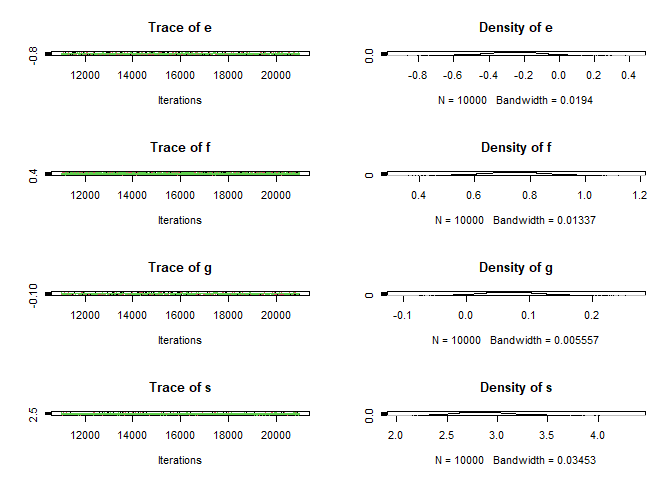 Trace of e
-0.8
12000 14000 16000 18000 20000
Iterations
Density of e
0.0
-0.8 -0.6 -0.4 -0.2 0.0 0.2 0.4
N = 10000 Bandwidth = 0.0194
Trace of f
0.4
12000 14000 16000 18000 20000
Iterations
Density of f
0
0.4 0.6 0.8 1.0 1.2
N = 10000 Bandwidth = 0.01337
Trace of g
-0.10
12000 14000 16000 18000 20000
Iterations
Density of g
0
-0.1 0.0 0.1 0.2
N = 10000 Bandwidth = 0.005557
Trace of s
2.5
12000 14000 16000 18000 20000
Iterations
Density of s
0.0
2.0 2.5 3.0 3.5 4.0
N = 10000 Bandwidth = 0.03453